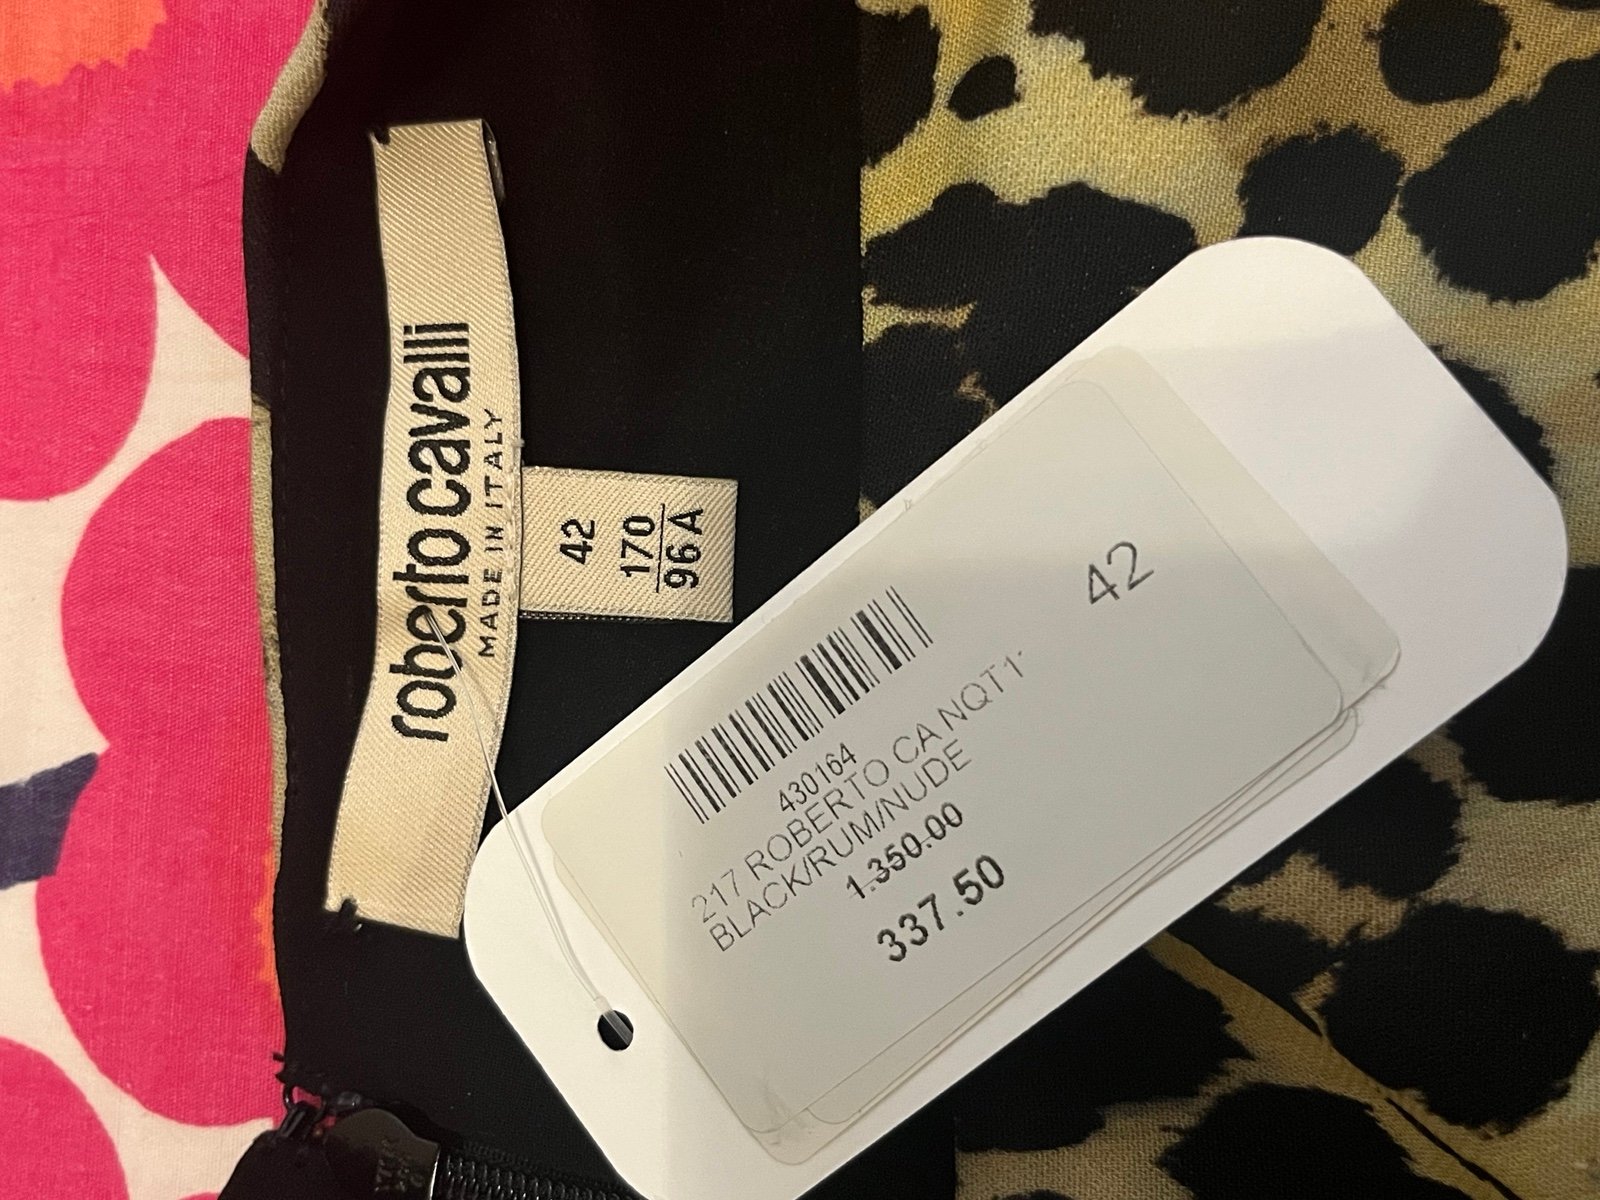 roberto cavalli
MADE IN ITALY
42
170
96 A
430164
217 ROBERTO CA NQT1
BLACK/RUM/NUDE
1.350.00
337.50
42